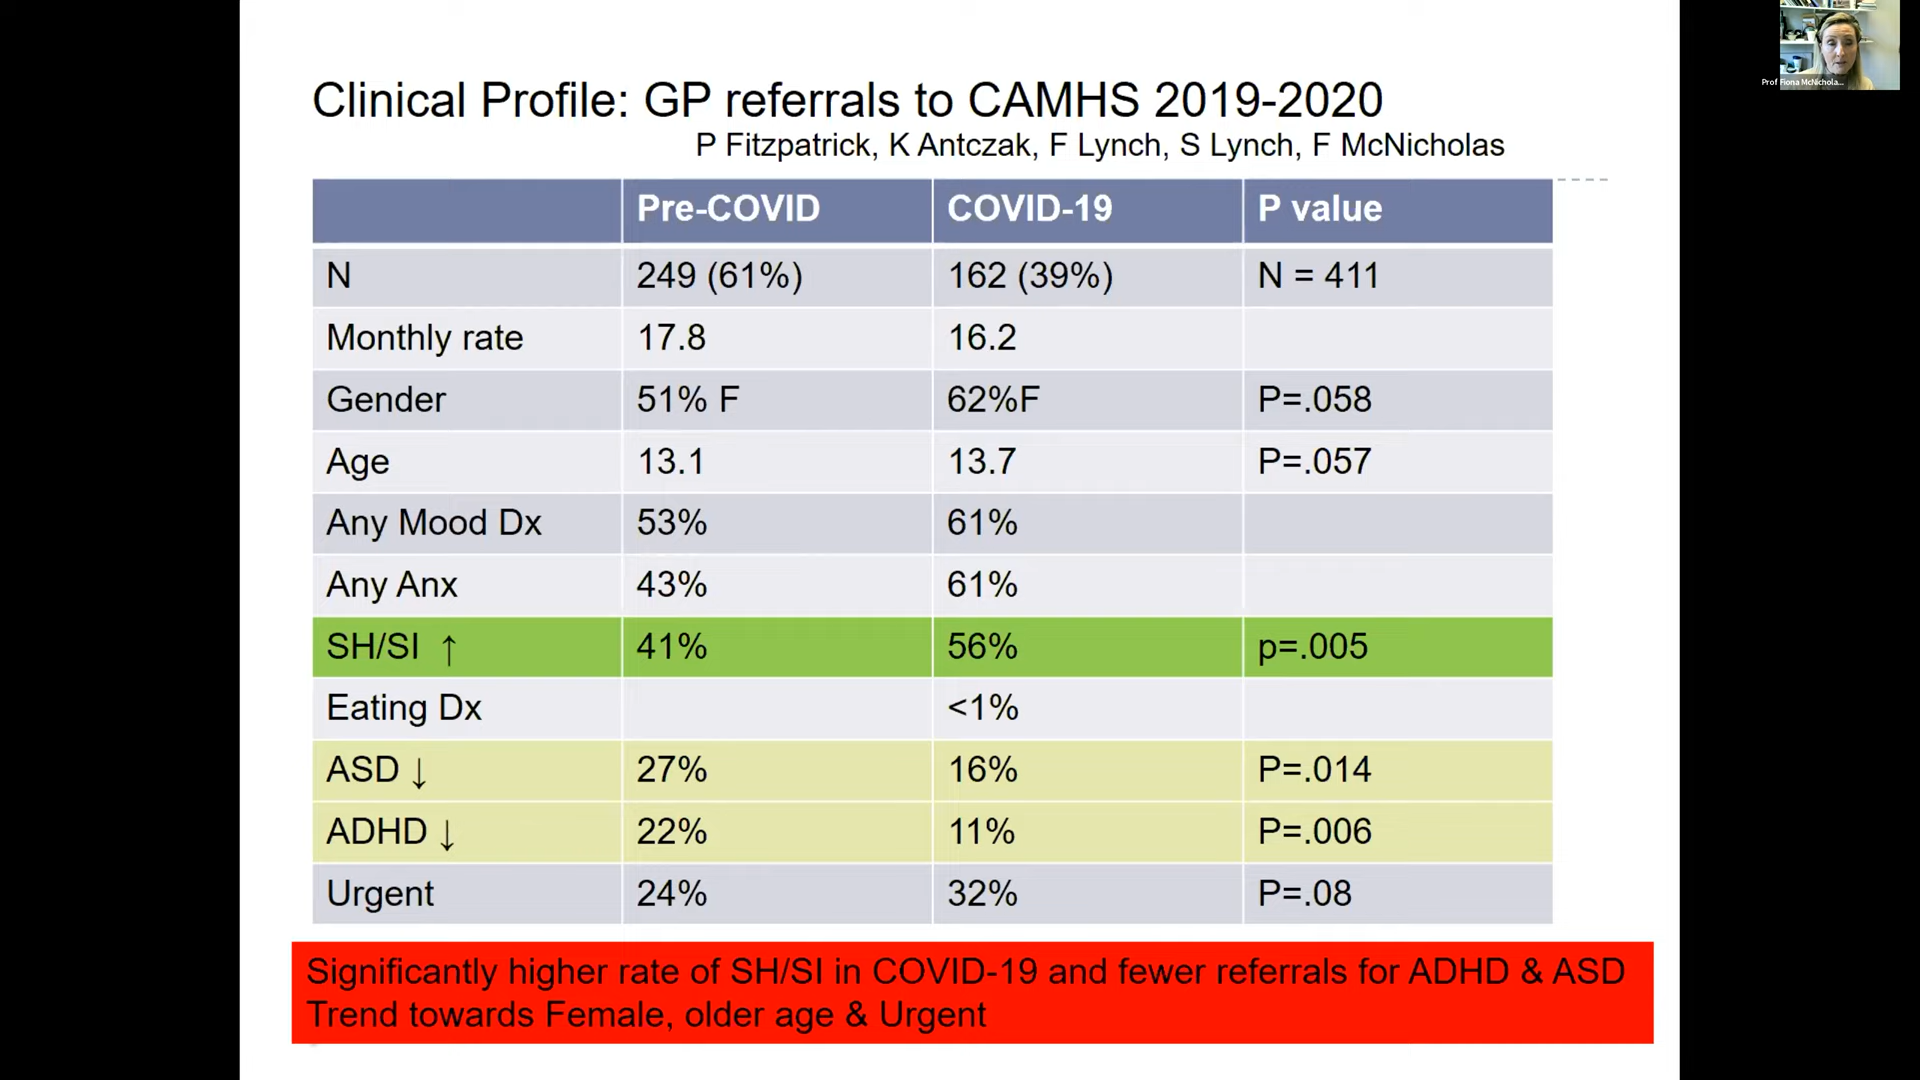 Clinical Profile: GP referrals to CAMHS 2019-2020
P Fitzpatrick, K Antczak, F Lynch, S Lynch, F McNicholas
Pre-COVID COVID-19 P value
N 249 (61%) 162 (39%) N = 411
Monthly rate 17.8 16.2
Gender 51% F 62%F P=.058
Age 13.1 13.7 P=.057
Any Mood Dx 53% 61%
Any Anx 43% 61%
SH/SI ↑ 41% 56% p=.005
Eating Dx <1%
ASD ↓ 27% 16% P=.014
ADHD ↓ 22% 11% P=.006
Urgent 24% 32% P=.08
Significantly higher rate of SH/SI in COVID-19 and fewer referrals for ADHD & ASD
Trend towards Female, older age & Urgent
Prof Fiona McNichola...